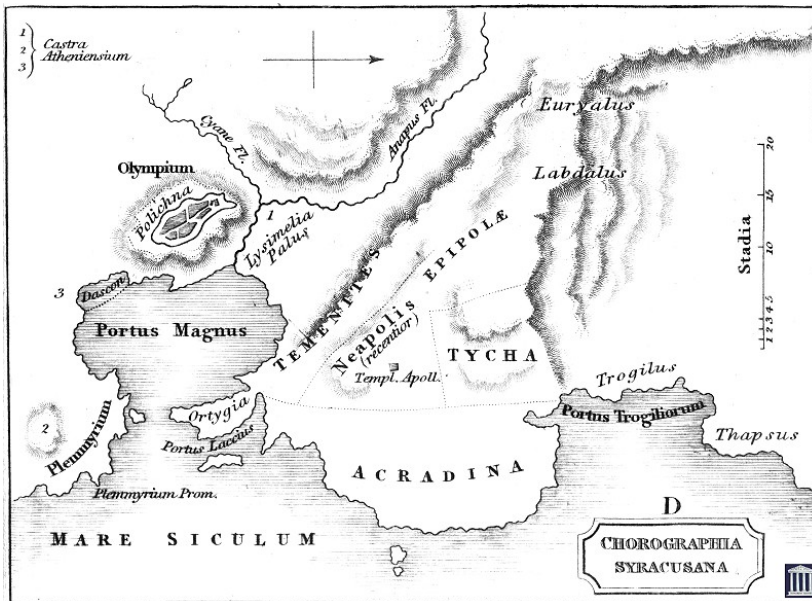 1
2
3
Castra
Atheniensium
Cyane Fl.
Anapus Fl.
Euryalus
Olympium
Labdalus
Polichna
1
Lysimelia
Palus
20
15
10
5
4
3
2
1
Stadia
3
Dascon
Portus Magnus
TEMENITES
EPIPOLÆ
Neapolis
(recentior)
TYCHA
Templ. Apoll.
Trogilus
Portus Trogiliorum
Thapsus
2
Plemmyrium
Ortygia
Portus Laccius
ACRADINA
Plemmyrium Prom.
MARE SICULUM
D
CHOROGRAPHIA
SYRACUSANA